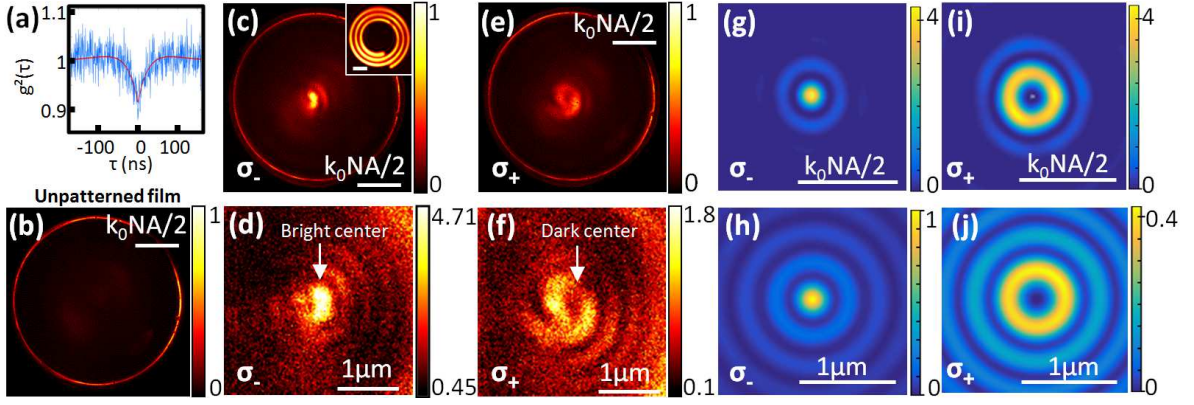 (a)
1.1
1
0.9
g²(τ)
-100
0
100
τ (ns)
Unpatterned film
(b)
k₀NA/2
1
0
(c)
σ₋
k₀NA/2
1
0
(d)
Bright center
σ₋
1μm
4.71
0.45
(e)
k₀NA/2
σ₊
1
0
(f)
Dark center
σ₊
1μm
1.8
0.1
(g)
σ₋
k₀NA/2
4
2
0
(h)
σ₋
1μm
1
0
(i)
σ₊
k₀NA/2
4
2
0
(j)
σ₊
1μm
0.4
0